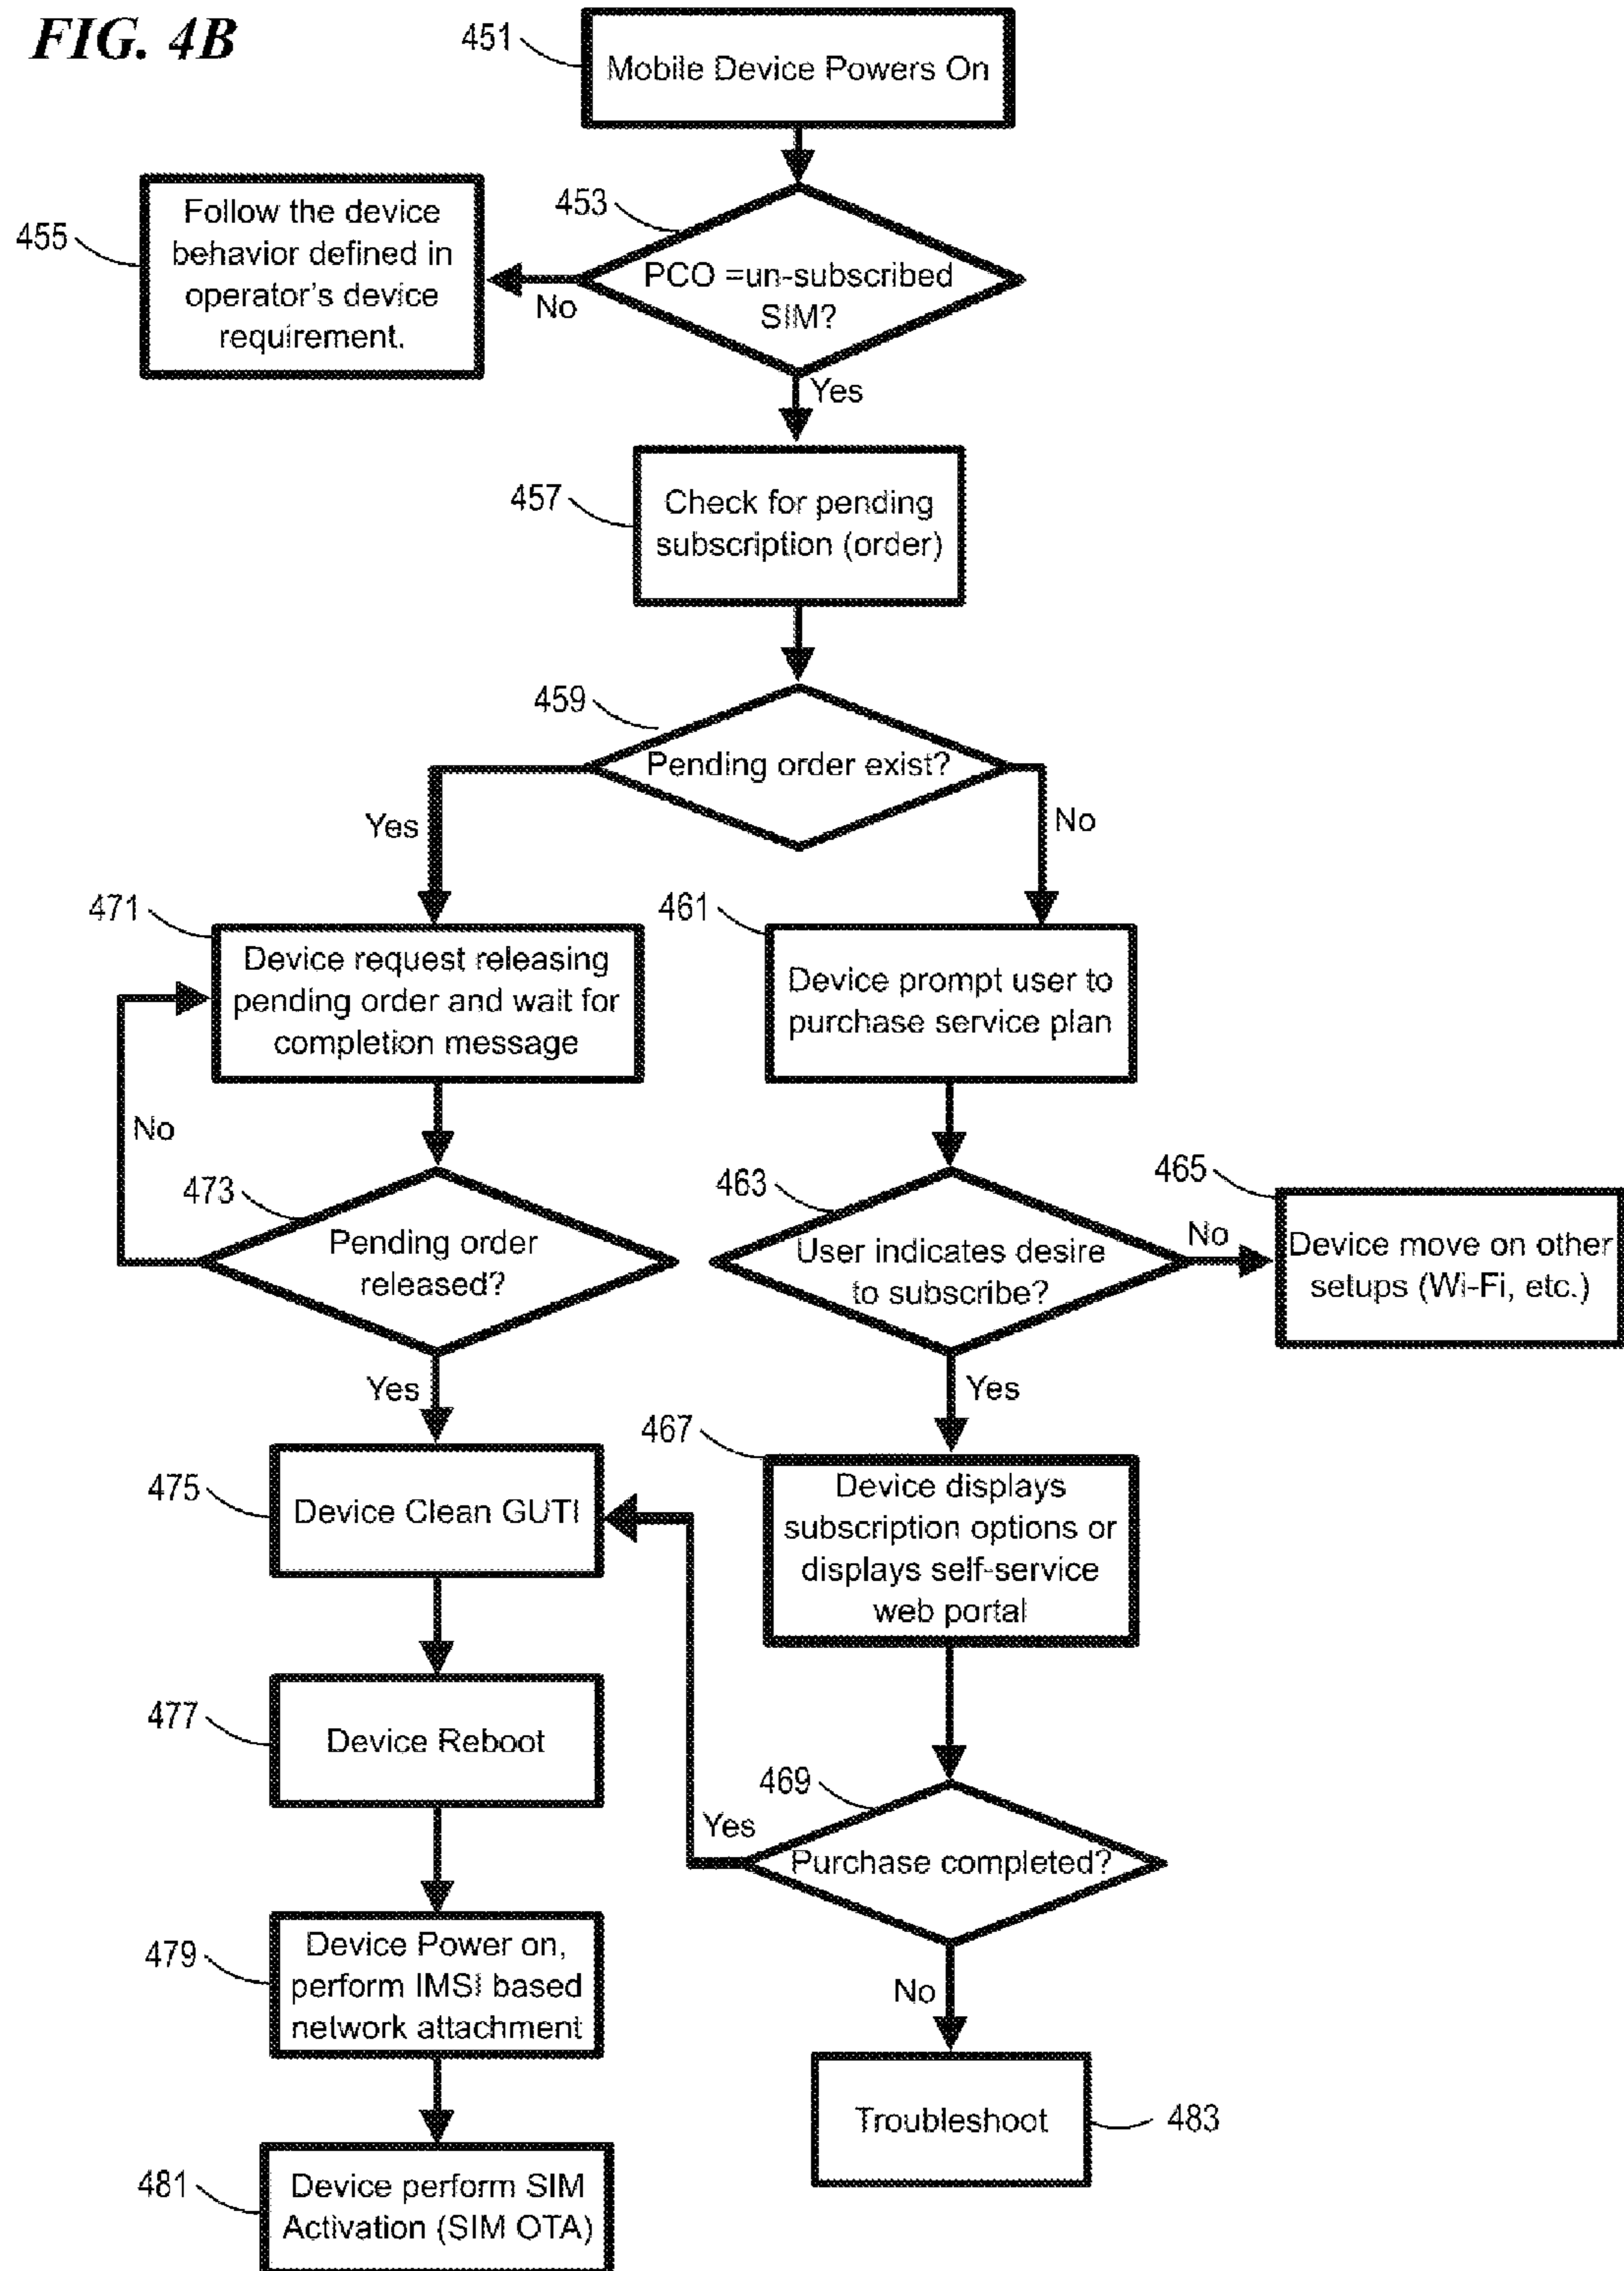 FIG. 4B
451
Mobile Device Powers On
453
PCO =un-subscribed
SIM?
455
Follow the device
behavior defined in
operator's device
requirement.
No
Yes
457
Check for pending
subscription (order)
459
Pending order exist?
Yes
No
471
Device request releasing
pending order and wait for
completion message
461
Device prompt user to
purchase service plan
No
473
Pending order
released?
463
User indicates desire
to subscribe?
No
465
Device move on other
setups (Wi-Fi, etc.)
Yes
Yes
475
Device Clean GUTI
467
Device displays
subscription options or
displays self-service
web portal
477
Device Reboot
469
Purchase completed?
Yes
No
479
Device Power on,
perform IMSI based
network attachment
Troubleshoot
483
481
Device perform SIM
Activation (SIM OTA)